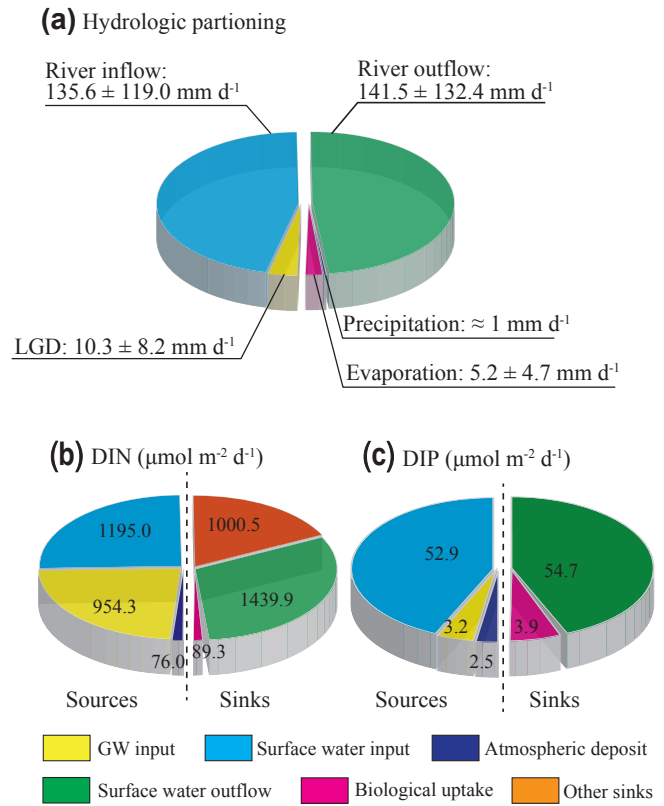 (a) Hydrologic partioning
River inflow:
135.6 ± 119.0 mm d⁻¹
River outflow:
141.5 ± 132.4 mm d⁻¹
Precipitation: ≈ 1 mm d⁻¹
LGD: 10.3 ± 8.2 mm d⁻¹
Evaporation: 5.2 ± 4.7 mm d⁻¹
(b) DIN (μmol m⁻² d⁻¹)
1195.0
1000.5
954.3
1439.9
76.0
89.3
Sources
Sinks
(c) DIP (μmol m⁻² d⁻¹)
52.9
54.7
3.2
3.9
2.5
Sources
Sinks
GW input
Surface water input
Atmospheric deposit
Surface water outflow
Biological uptake
Other sinks